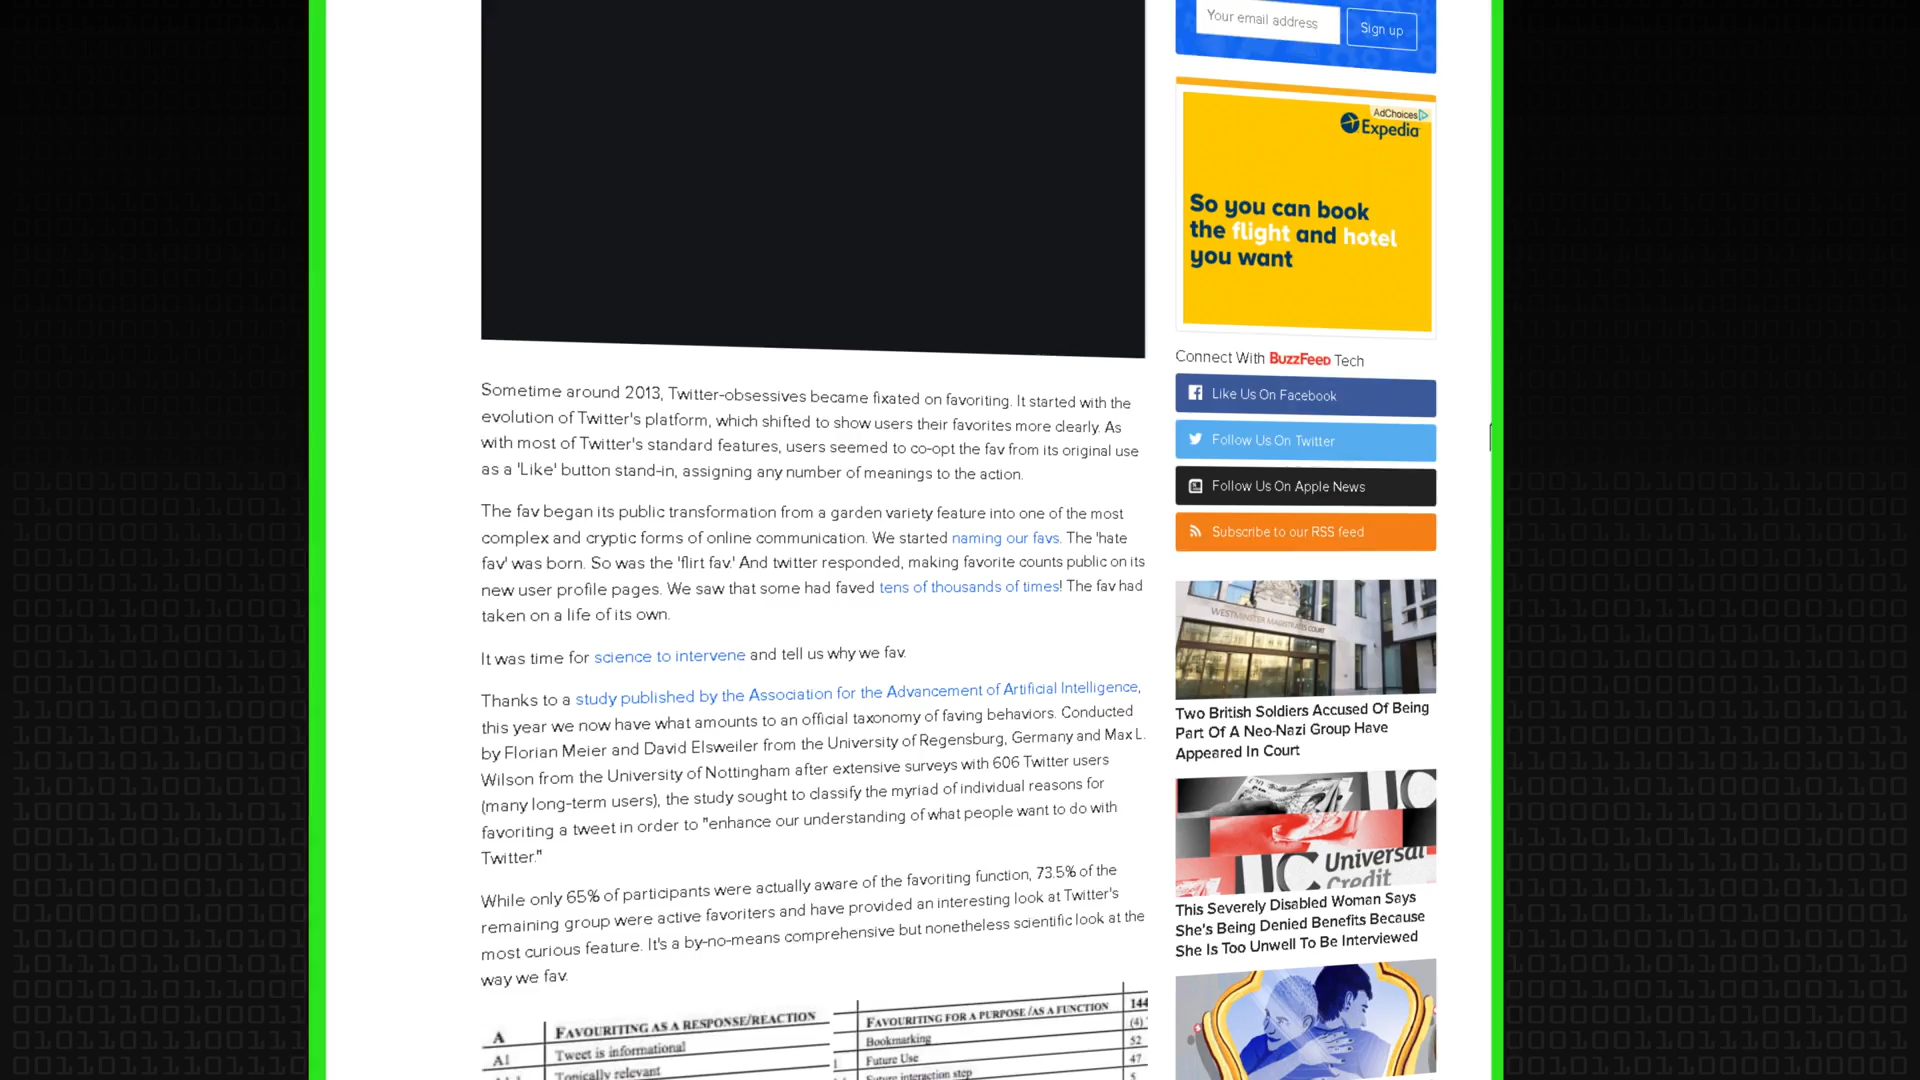 Your email address
Sign up
AdChoices
Expedia
So you can book
the flight and hotel
you want
Connect With BuzzFeed Tech
Like Us On Facebook
Follow Us On Twitter
Follow Us On Apple News
Subscribe to our RSS feed
WESTMINSTER MAGISTRATES COURT
Two British Soldiers Accused Of Being
Part Of A Neo-Nazi Group Have
Appeared In Court
UC
UC Universal
Credit
This Severely Disabled Woman Says
She's Being Denied Benefits Because
She Is Too Unwell To Be Interviewed
Sometime around 2013, Twitter-obsessives became fixated on favoriting. It started with the
evolution of Twitter's platform, which shifted to show users their favorites more clearly. As
with most of Twitter's standard features, users seemed to co-opt the fav from its original use
as a 'Like' button stand-in, assigning any number of meanings to the action.
The fav began its public transformation from a garden variety feature into one of the most
complex and cryptic forms of online communication. We started naming our favs. The 'hate
fav' was born. So was the 'flirt fav.' And twitter responded, making favorite counts public on its
new user profile pages. We saw that some had faved tens of thousands of times! The fav had
taken on a life of its own.
It was time for science to intervene and tell us why we fav.
Thanks to a study published by the Association for the Advancement of Artificial Intelligence,
this year we now have what amounts to an official taxonomy of faving behaviors. Conducted
by Florian Meier and David Elsweiler from the University of Regensburg, Germany and Max L.
Wilson from the University of Nottingham after extensive surveys with 606 Twitter users
(many long-term users), the study sought to classify the myriad of individual reasons for
favoriting a tweet in order to "enhance our understanding of what people want to do with
Twitter."
While only 65% of participants were actually aware of the favoriting function, 73.5% of the
remaining group were active favoriters and have provided an interesting look at Twitter's
most curious feature. It's a by-no-means comprehensive but nonetheless scientific look at the
way we fav.
A FAVOURITING AS A RESPONSE/REACTION
A1 Tweet is informational
Topically relevant
FAVOURITING FOR A PURPOSE /AS A FUNCTION 144
(4)
Bookmarking 52
Future Use 47
Future interaction step 5